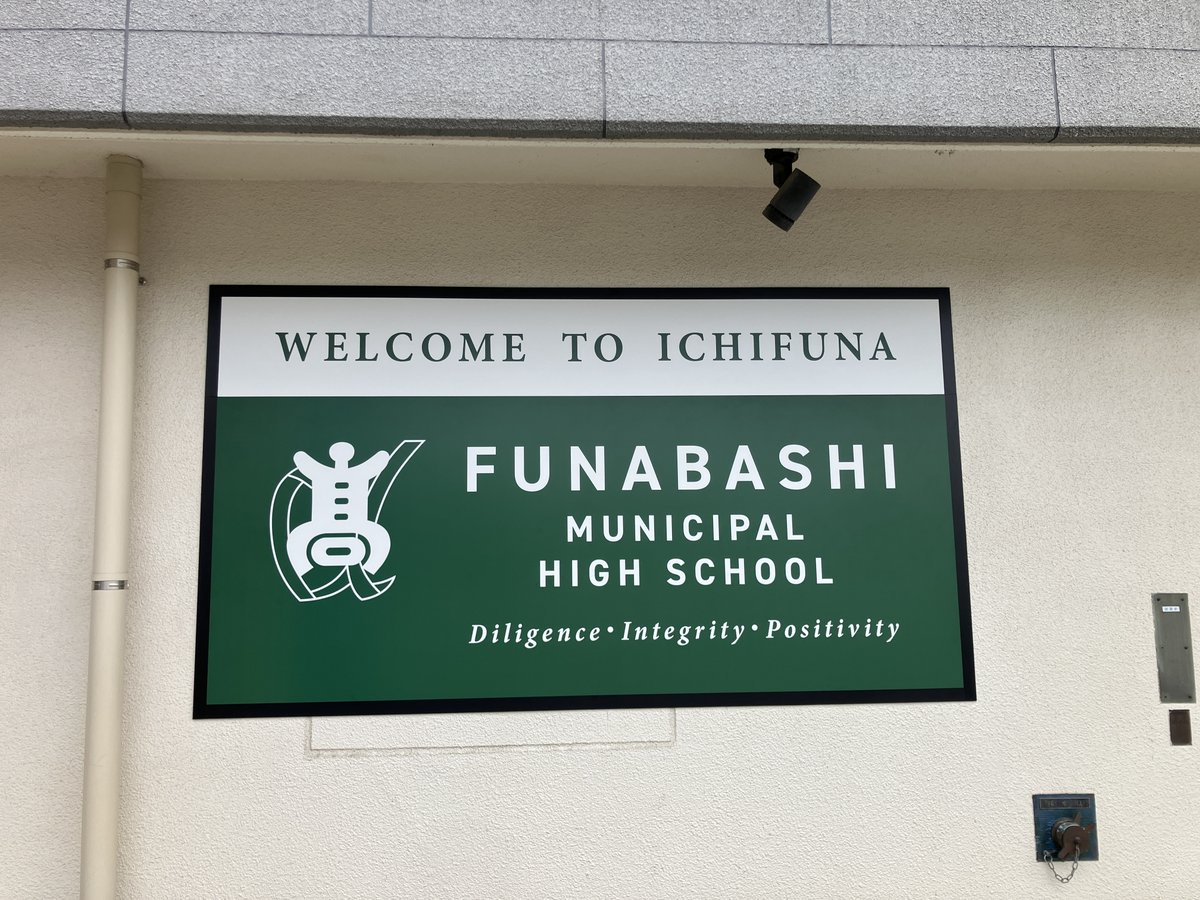 WELCOME TO ICHIFUNA
FUNABASHI
MUNICIPAL
HIGH SCHOOL
Diligence・Integrity・Positivity